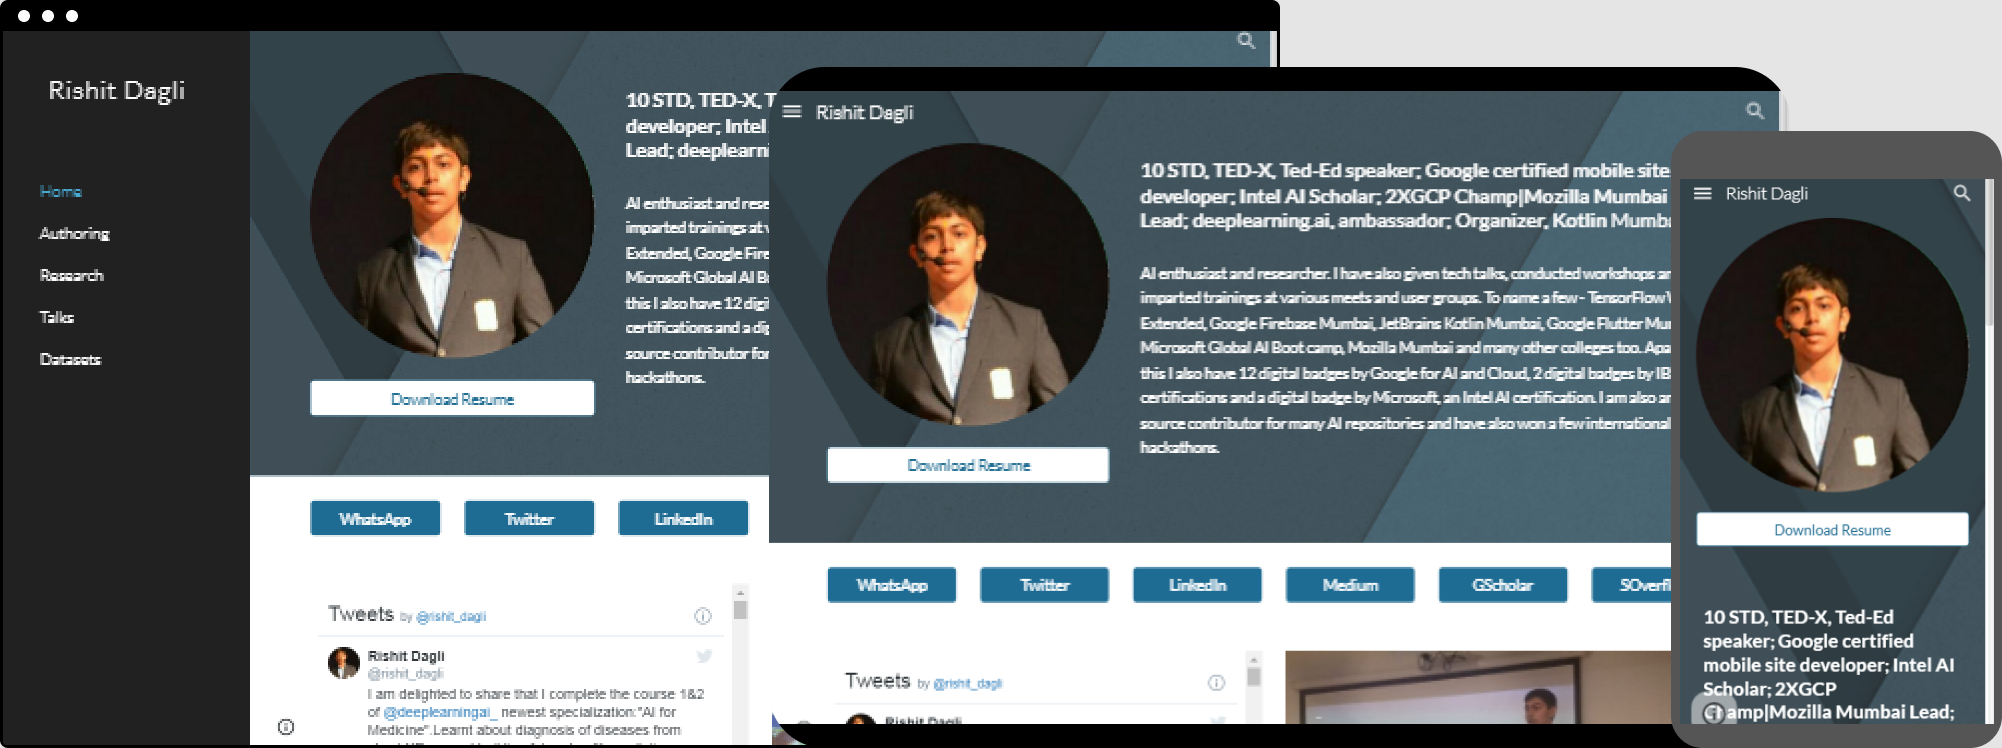 Rishit Dagli
Home
Authoring
Research
Talks
Datasets
10 STD, TED-X, T
developer; Intel
Lead; deeplearni
AI enthusiast and rese
imparted trainings at v
Extended, Google Fire
Microsoft Global AI Bo
this I also have 12 digi
certifications and a dig
source contributor for
hackathons.
Download Resume
WhatsApp
Twitter
LinkedIn
Tweets by @rishit_dagli
Rishit Dagli
@rishit_dagli
I am delighted to share that I complete the course 1&2
of @deeplearningai_ newest specialization:"AI for
Medicine".Learnt about diagnosis of diseases from
Rishit Dagli
10 STD, TED-X, Ted-Ed speaker; Google certified mobile site
developer; Intel AI Scholar; 2XGCP Champ|Mozilla Mumbai
Lead; deeplearning.ai, ambassador; Organizer, Kotlin Mumba
AI enthusiast and researcher. I have also given tech talks, conducted workshops an
imparted trainings at various meets and user groups. To name a few - TensorFlow
Extended, Google Firebase Mumbai, JetBrains Kotlin Mumbai, Google Flutter Mu
Microsoft Global AI Boot camp, Mozilla Mumbai and many other colleges too. Apa
this I also have 12 digital badges by Google for AI and Cloud, 2 digital badges by IB
certifications and a digital badge by Microsoft, an Intel AI certification. I am also an
source contributor for many AI repositories and have also won a few international
hackathons.
Download Resume
WhatsApp
Twitter
LinkedIn
Medium
GScholar
SOverfl
Tweets by @rishit_dagli
Rishit Dagli
Rishit Dagli
Download Resume
10 STD, TED-X, Ted-Ed
speaker; Google certified
mobile site developer; Intel AI
Scholar; 2XGCP
Champ|Mozilla Mumbai Lead;